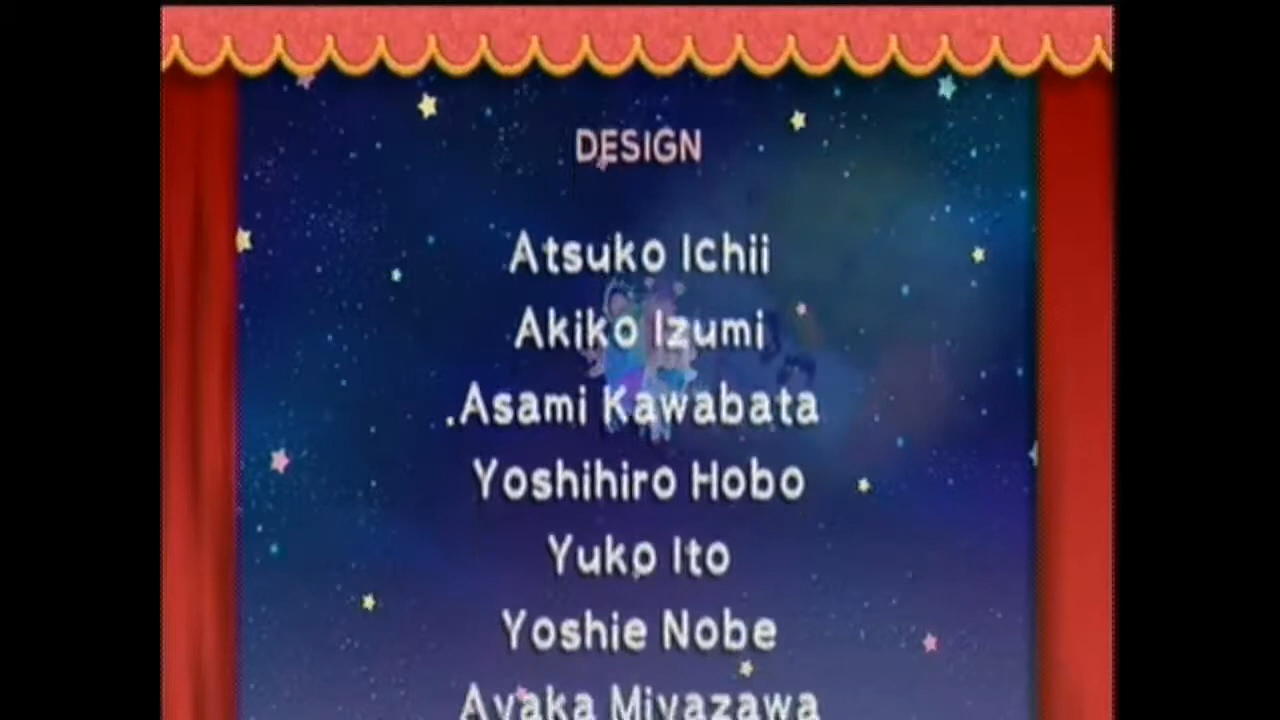 DESIGN
Atsuko Ichii
Akiko Izumi
Asami Kawabata
Yoshihiro Hobo
Yuko Ito
Yoshie Nobe
Ayaka Miyazawa